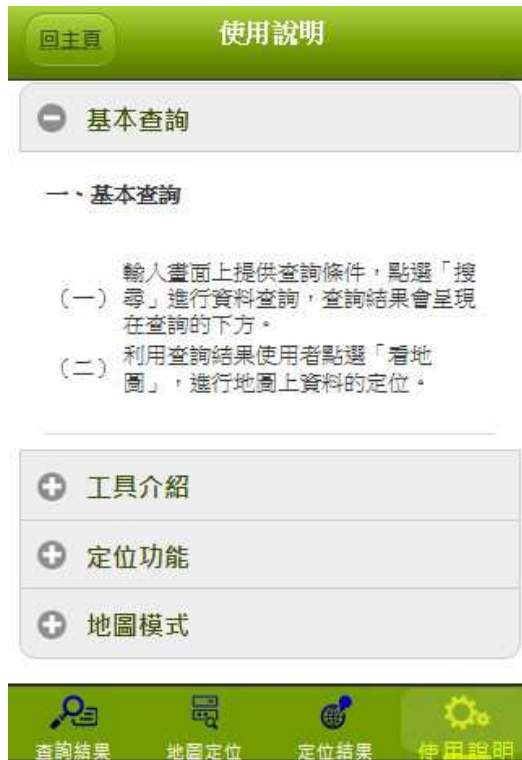 回主頁
使用說明
基本查詢
一、基本查詢
(一)
輸入畫面上提供查詢條件,點選「搜
尋」進行資料查詢,查詢結果會呈現
在查詢的下方。
(二)
利用查詢結果使用者點選「看地
圖」,進行地圖上資料的定位。
工具介紹
定位功能
地圖模式
查詢結果
地圖定位
定位結果
使用說明